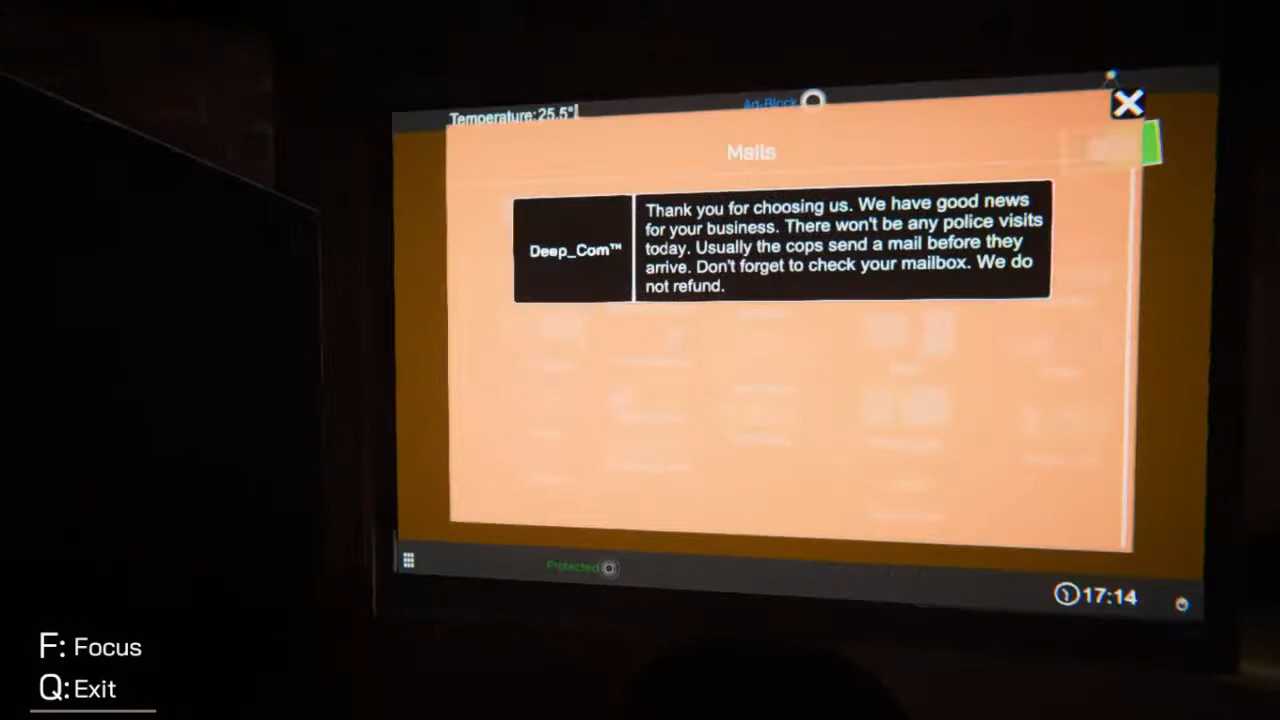 Temperature:25.5°
Ad-Block
Mails
Deep_Com™
Thank you for choosing us. We have good news
for your business. There won't be any police visits
today. Usually the cops send a mail before they
arrive. Don't forget to check your mailbox. We do
not refund.
Protected
17:14
F: Focus
Q: Exit